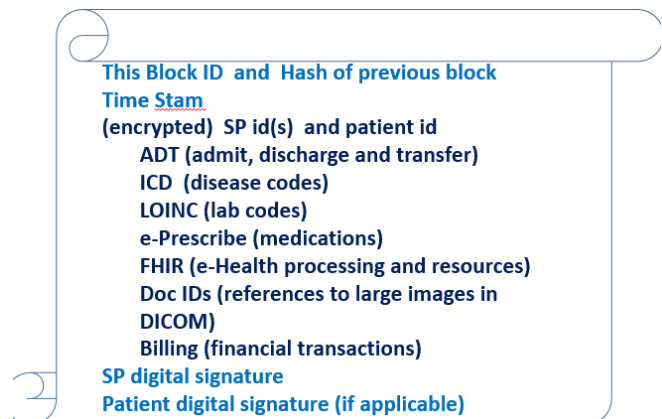 This Block ID and Hash of previous block
Time Stam
(encrypted) SP id(s) and patient id
ADT (admit, discharge and transfer)
ICD (disease codes)
LOINC (lab codes)
e-Prescribe (medications)
FHIR (e-Health processing and resources)
Doc IDs (references to large images in
DICOM)
Billing (financial transactions)
SP digital signature
Patient digital signature (if applicable)